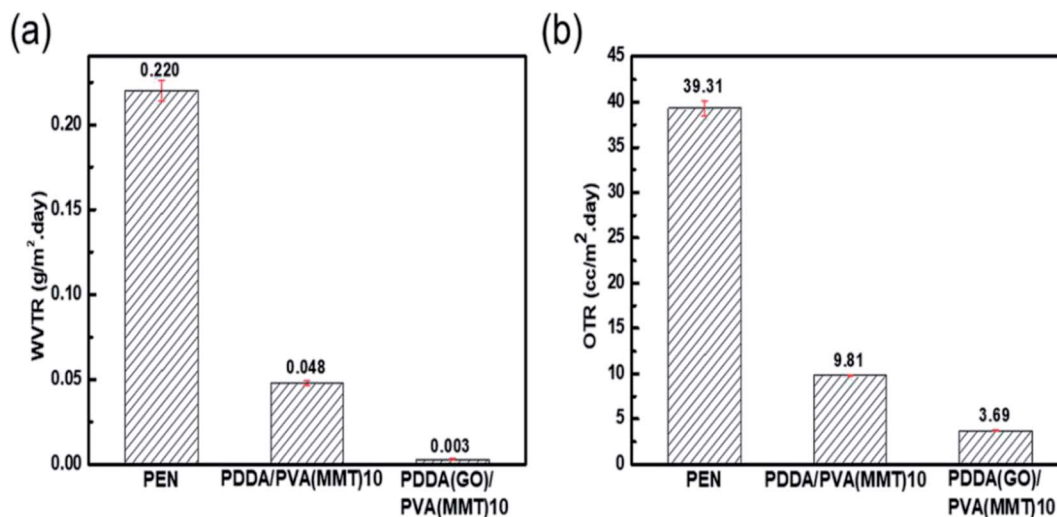 (a)
WVTR (g/m².day)
0.20
0.15
0.10
0.05
0.00
0.220
0.048
0.003
PEN
PDDA/PVA(MMT)10
PDDA(GO)/
PVA(MMT)10
(b)
OTR (cc/m².day)
45
40
35
30
25
20
15
10
5
0
39.31
9.81
3.69
PEN
PDDA/PVA(MMT)10
PDDA(GO)/
PVA(MMT)10